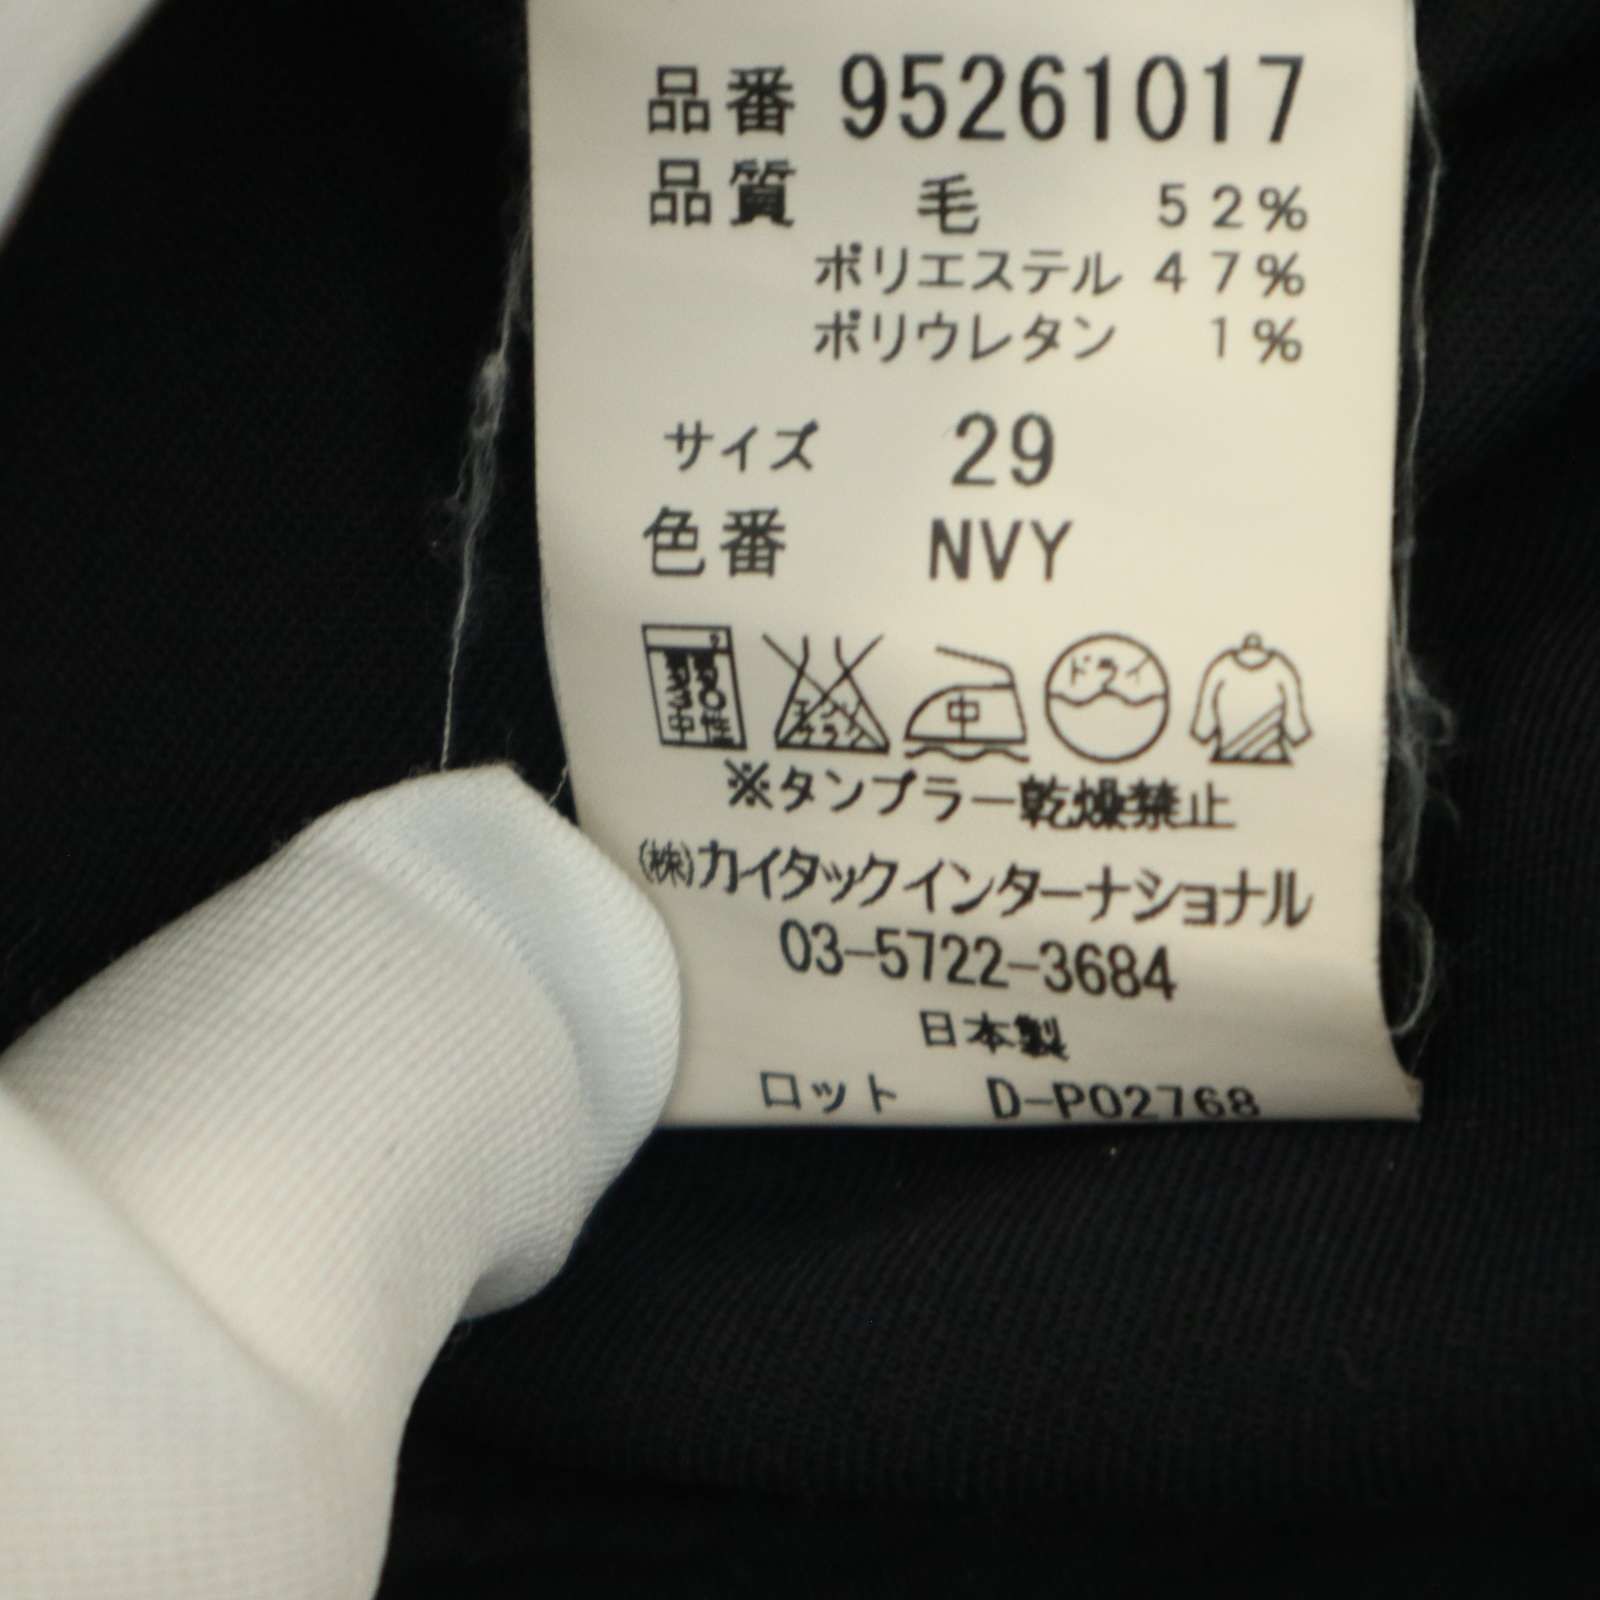 品番 95261017
品質 毛 52%
ポリエステル 47%
ポリウレタン 1%
サイズ 29
色番 NVY
中 ドライ
※タンブラー乾燥禁止
(株)カイタックインターナショナル
03-5722-3684
日本製
ロット D-P02768